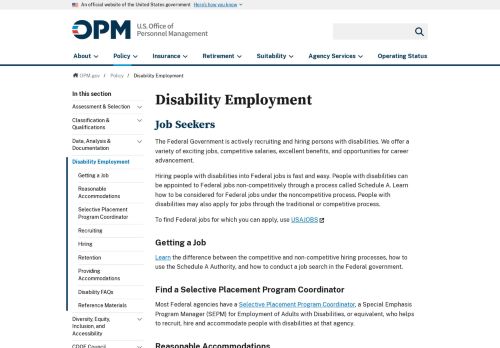 An official website of the United States government Here's how you know
OPM U.S. Office of
Personnel Management
About Policy Insurance Retirement Suitability Agency Services Operating Status
OPM.gov / Policy / Disability Employment
In this section
Assessment & Selection
Classification &
Qualifications
Data, Analysis &
Documentation
Disability Employment
Getting a Job
Reasonable
Accommodations
Selective Placement
Program Coordinator
Recruiting
Hiring
Retention
Providing
Accommodations
Disability FAQs
Reference Materials
Diversity, Equity,
Inclusion, and
Accessibility
CODE Council
Disability Employment
Job Seekers
The Federal Government is actively recruiting and hiring persons with disabilities. We offer a
variety of exciting jobs, competitive salaries, excellent benefits, and opportunities for career
advancement.
Hiring people with disabilities into Federal jobs is fast and easy. People with disabilities can
be appointed to Federal jobs non-competitively through a process called Schedule A. Learn
how to be considered for Federal jobs under the noncompetitive process. People with
disabilities may also apply for jobs through the traditional or competitive process.
To find Federal jobs for which you can apply, use USAJOBS
Getting a Job
Learn the difference between the competitive and non-competitive hiring processes, how to
use the Schedule A Authority, and how to conduct a job search in the Federal government.
Find a Selective Placement Program Coordinator
Most Federal agencies have a Selective Placement Program Coordinator, a Special Emphasis
Program Manager (SEPM) for Employment of Adults with Disabilities, or equivalent, who helps
to recruit, hire and accommodate people with disabilities at that agency.
Reasonable Accommodations